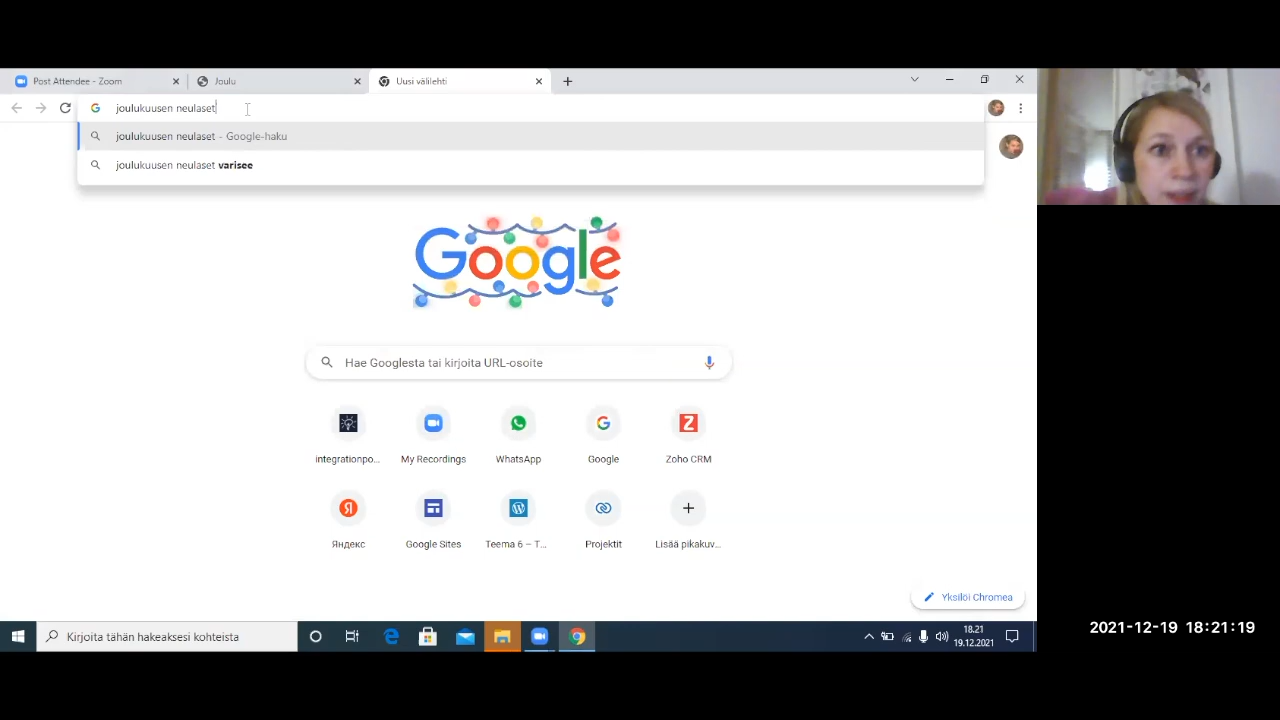 Post Attendee - Zoom
Joulu
Uusi välilehti
joulukuusen neulaset
joulukuusen neulaset - Google-haku
joulukuusen neulaset varisee
Google
Hae Googlesta tai kirjoita URL-osoite
integrationpo...
My Recordings
WhatsApp
Google
Zoho CRM
Яндекс
Google Sites
Teema 6 – T...
Projektit
Lisää pikakuv...
Yksilöi Chromea
Kirjoita tähän hakeaksesi kohteista
18.21
19.12.2021
2021-12-19 18:21:19